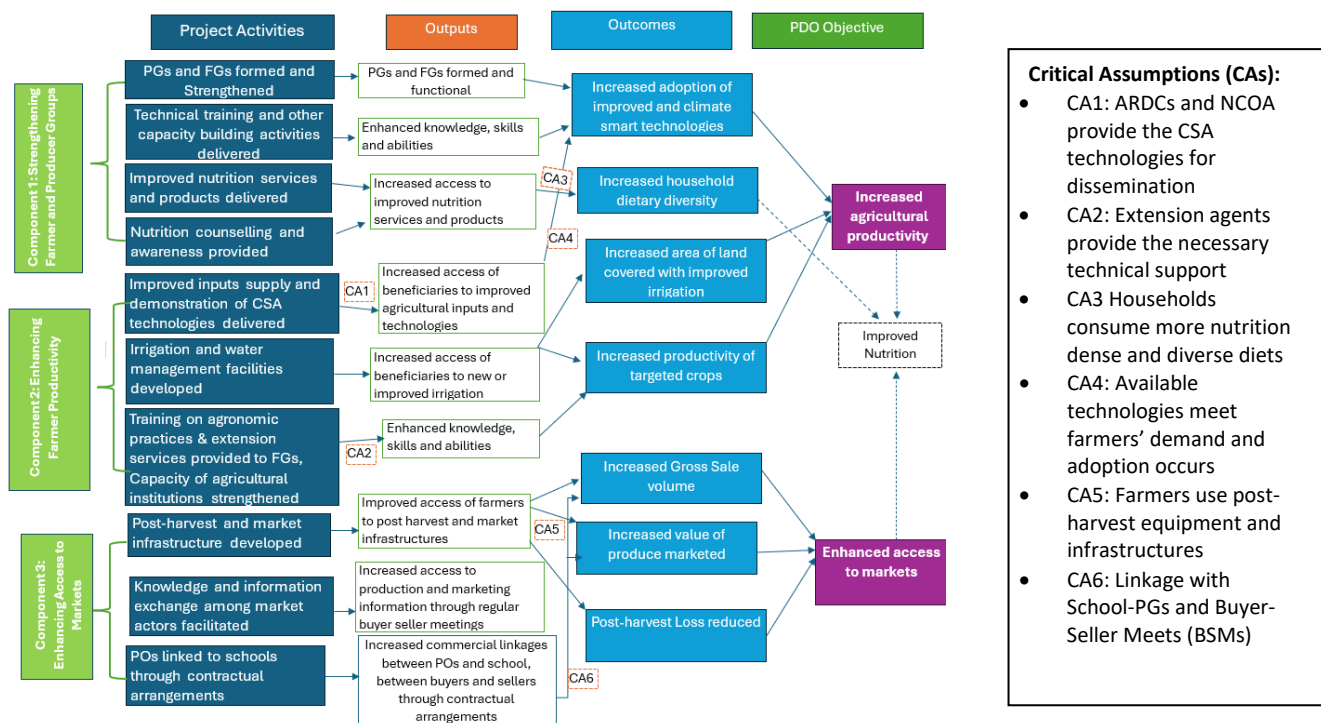 Project Activities
Outputs
Outcomes
PDO Objective
Component 1: Strengthening
Farmer and Producer Groups
PGs and FGs formed and
Strengthened
Technical training and other
capacity building activities
delivered
Improved nutrition services
and products delivered
Nutrition counselling and
awareness provided
Component 2: Enhancing
Farmer Productivity
Improved inputs supply and
demonstration of CSA
technologies delivered
Irrigation and water
management facilities
developed
Training on agronomic
practices & extension
services provided to FGs,
Capacity of agricultural
institutions strengthened
Component 3:
Enhancing Access to
Markets
Post-harvest and market
infrastructure developed
Knowledge and information
exchange among market
actors facilitated
POs linked to schools
through contractual
arrangements
PGs and FGs formed and
functional
Enhanced knowledge, skills
and abilities
Increased access to
improved nutrition
services and products
CA1
Increased access of
beneficiaries to improved
agricultural inputs and
technologies
Increased access of
beneficiaries to new or
improved irrigation
CA2
Enhanced knowledge,
skills and abilities
Improved access of farmers
to post harvest and market
infrastructures
Increased access to
production and marketing
information through regular
buyer seller meetings
Increased commercial linkages
between POs and school,
between buyers and sellers
through contractual
arrangements
CA3
CA4
CA5
CA6
Increased adoption of
improved and climate
smart technologies
Increased household
dietary diversity
Increased area of land
covered with improved
irrigation
Increased productivity of
targeted crops
Increased Gross Sale
volume
Increased value of
produce marketed
Post-harvest Loss reduced
Increased
agricultural
productivity
Improved
Nutrition
Enhanced access
to markets
Critical Assumptions (CAs):
• CA1: ARDCs and NCOA
provide the CSA
technologies for
dissemination
• CA2: Extension agents
provide the necessary
technical support
• CA3 Households
consume more nutrition
dense and diverse diets
• CA4: Available
technologies meet
farmers’ demand and
adoption occurs
• CA5: Farmers use post-
harvest equipment and
infrastructures
• CA6: Linkage with
School-PGs and Buyer-
Seller Meets (BSMs)